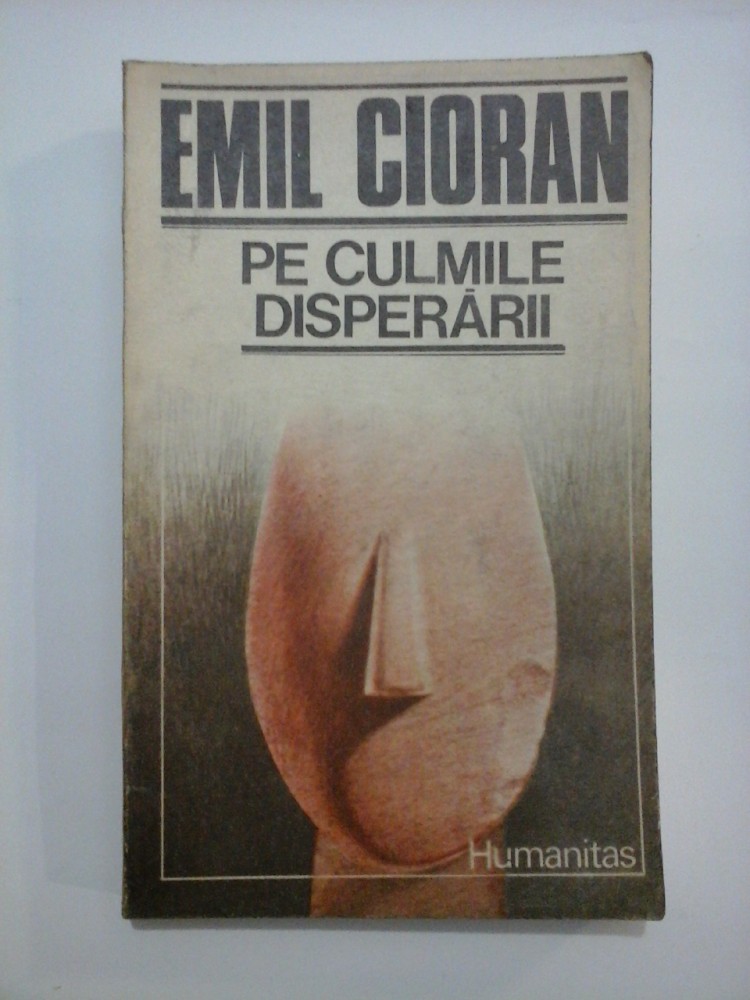 EMIL CIORAN
PE CULMILE
DISPERĂRII
Humanitas